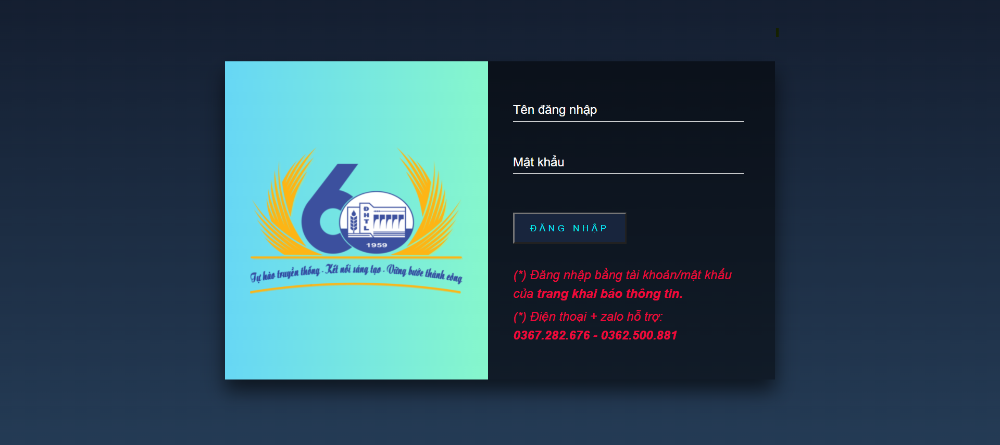 60
ĐHTL
1959
Tự hào truyền thống - Kết nối sáng tạo - Vững bước thành công
Tên đăng nhập
Mật khẩu
ĐĂNG NHẬP
(*) Đăng nhập bằng tài khoản/mật khẩu
của trang khai báo thông tin.
(*) Điện thoại + zalo hỗ trợ:
0367.282.676 - 0362.500.881